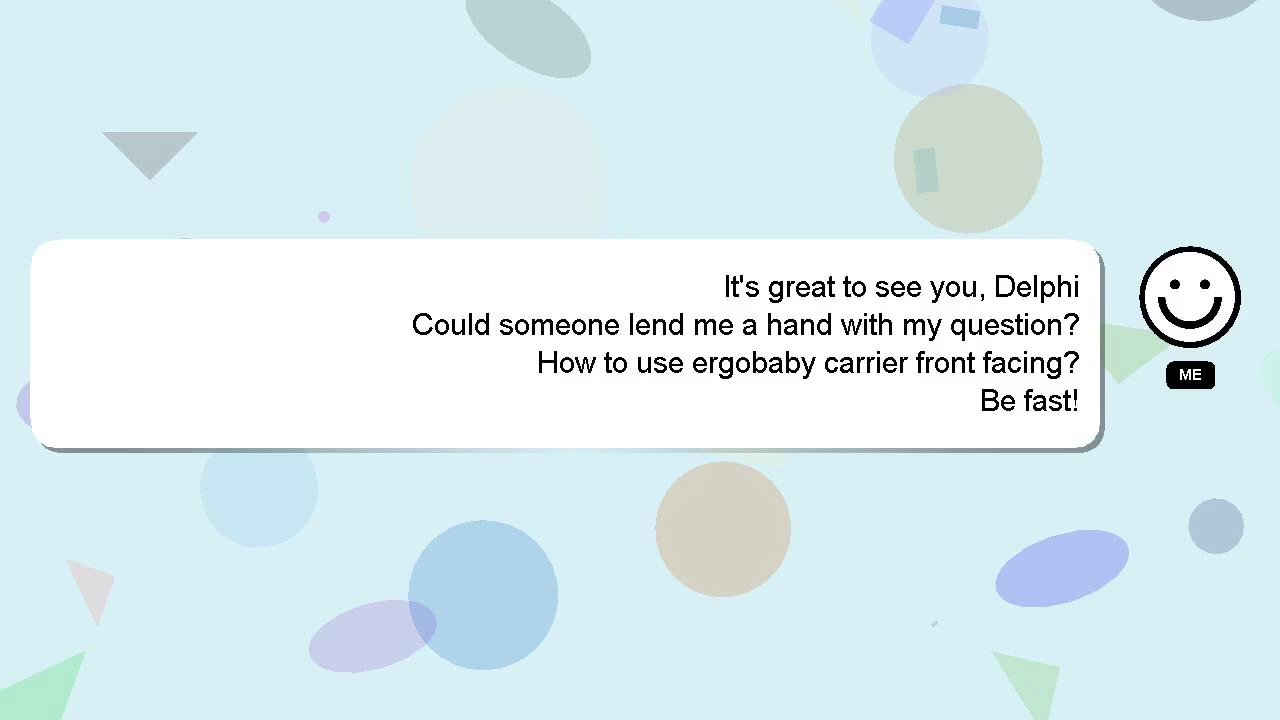 It's great to see you, Delphi
Could someone lend me a hand with my question?
How to use ergobaby carrier front facing?
Be fast!
ME